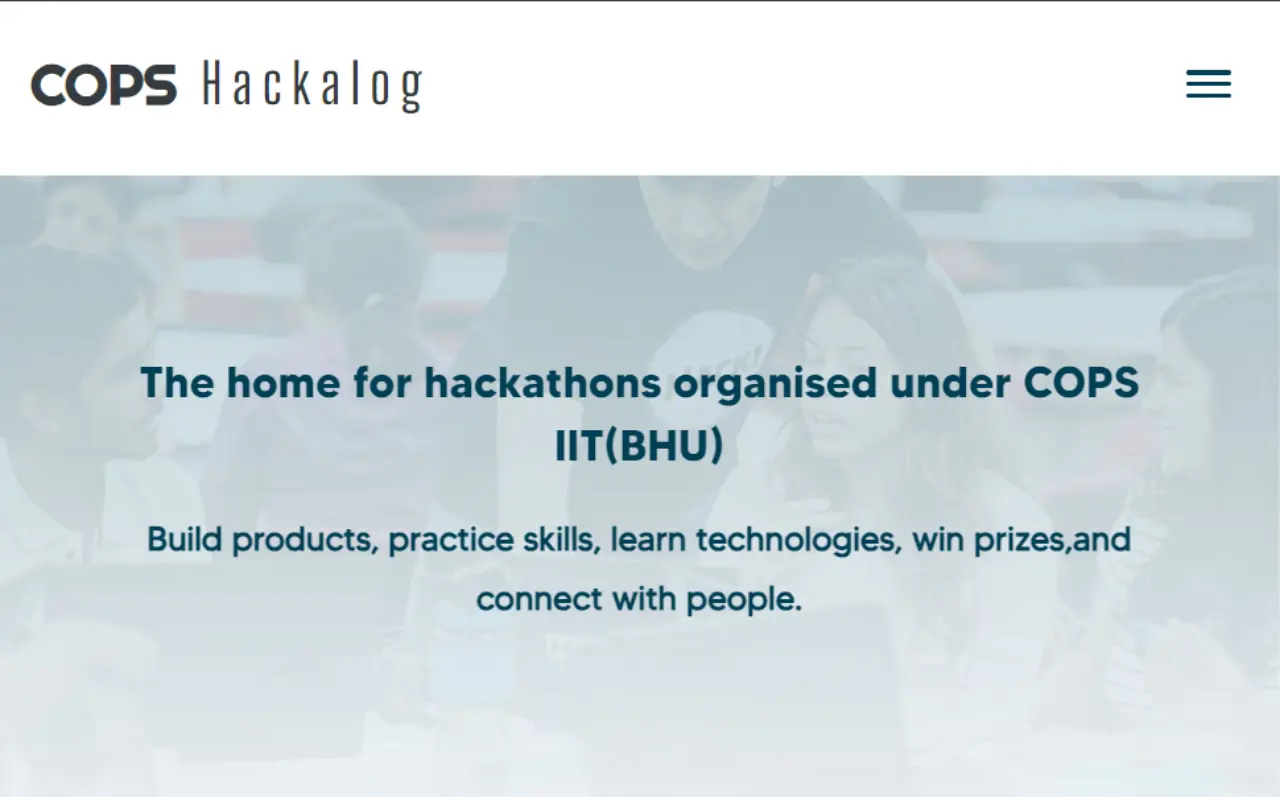 COPS Hackalog
HACK!
The home for hackathons organised under COPS
IIT(BHU)
Build products, practice skills, learn technologies, win prizes,and
connect with people.